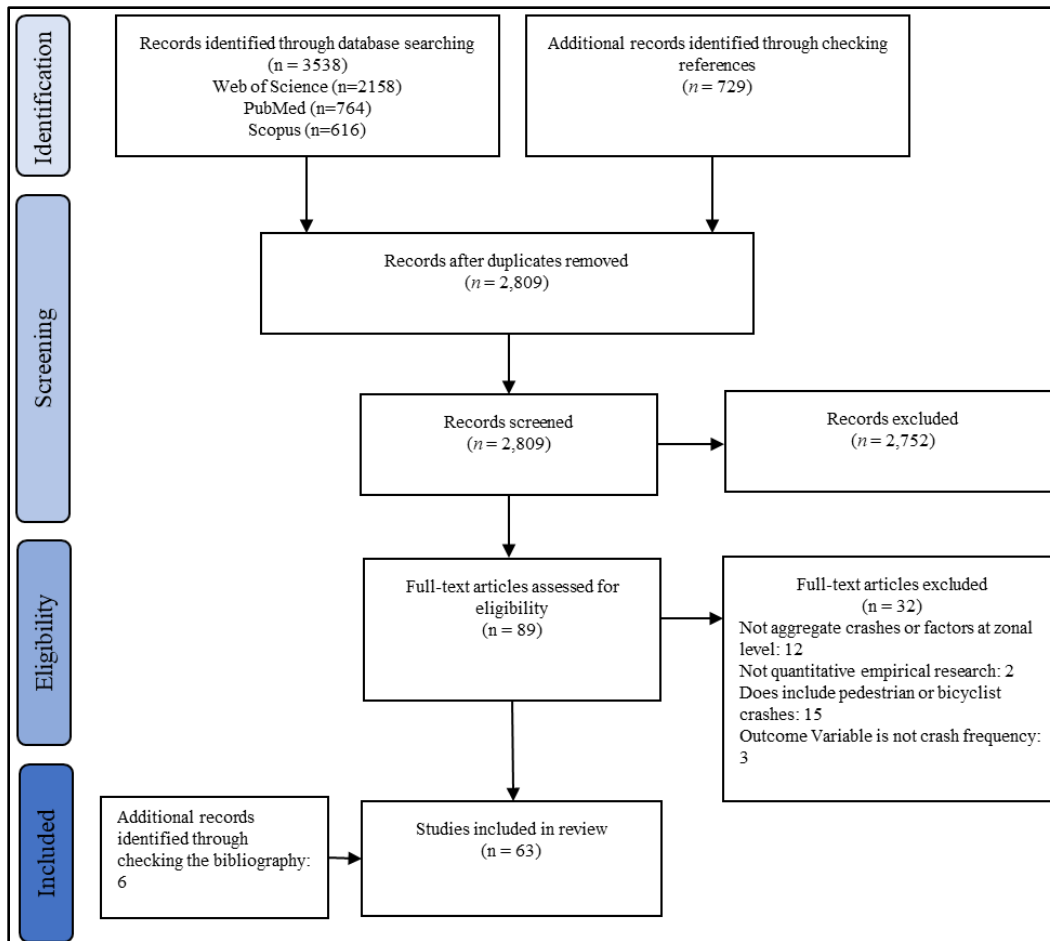 Identification
Records identified through database searching
(n = 3538)
Web of Science (n=2158)
PubMed (n=764)
Scopus (n=616)
Additional records identified through checking
references
(n = 729)
Screening
Records after duplicates removed
(n = 2,809)
Records screened
(n = 2,809)
Records excluded
(n = 2,752)
Eligibility
Full-text articles assessed for
eligibility
(n = 89)
Full-text articles excluded
(n = 32)
Not aggregate crashes or factors at zonal
level: 12
Not quantitative empirical research: 2
Does include pedestrian or bicyclist
crashes: 15
Outcome Variable is not crash frequency:
3
Included
Additional records
identified through
checking the bibliography:
6
Studies included in review
(n = 63)